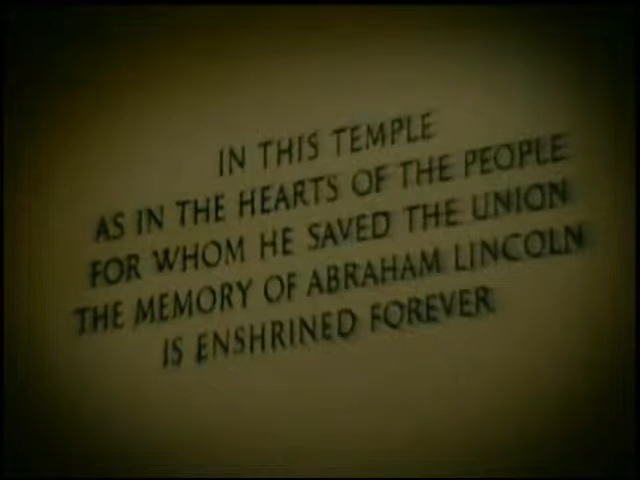 IN THIS TEMPLE
AS IN THE HEARTS OF THE PEOPLE
FOR WHOM HE SAVED THE UNION
THE MEMORY OF ABRAHAM LINCOLN
IS ENSHRINED FOREVER